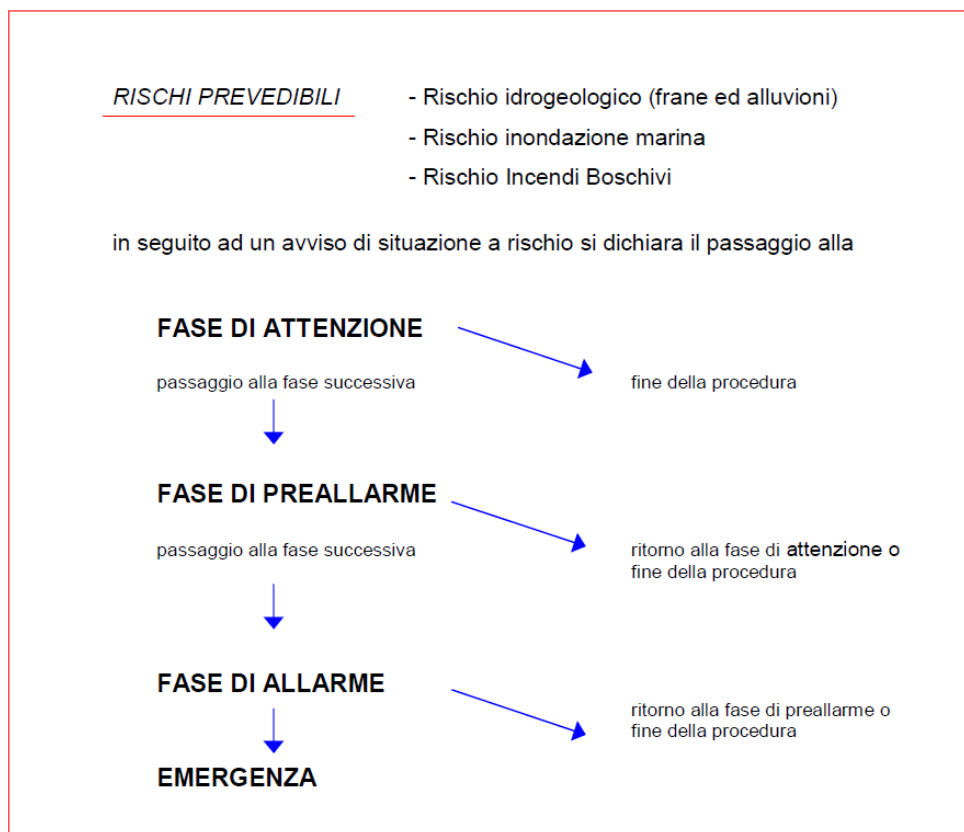 RISCHI PREVEDIBILI - Rischio idrogeologico (frane ed alluvioni)
- Rischio inondazione marina
- Rischio Incendi Boschivi
in seguito ad un avviso di situazione a rischio si dichiara il passaggio alla
FASE DI ATTENZIONE
passaggio alla fase successiva fine della procedura
FASE DI PREALLARME
passaggio alla fase successiva ritorno alla fase di attenzione o
fine della procedura
FASE DI ALLARME
ritorno alla fase di preallarme o
fine della procedura
EMERGENZA